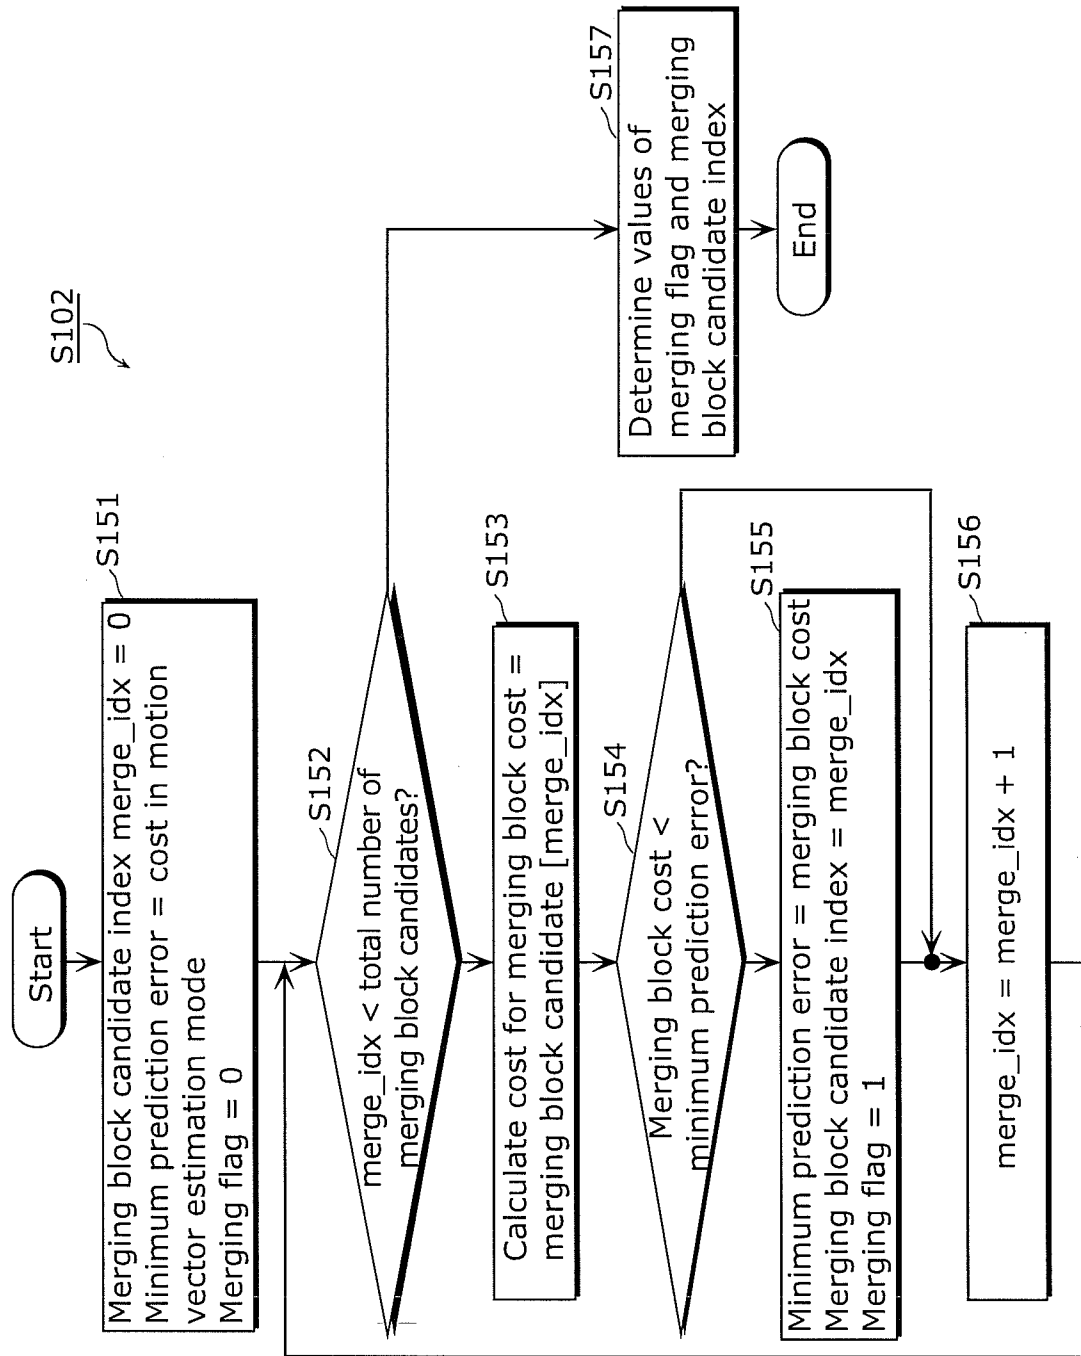 S102
Start
S151
Merging block candidate index merge_idx = 0
Minimum prediction error = cost in motion
vector estimation mode
Merging flag = 0
S152
merge_idx < total number of
merging block candidates?
S153
Calculate cost for merging block cost =
merging block candidate [merge_idx]
S154
Merging block cost <
minimum prediction error?
S155
Minimum prediction error = merging block cost
Merging block candidate index = merge_idx
Merging flag = 1
S156
merge_idx = merge_idx + 1
S157
Determine values of
merging flag and merging
block candidate index
End